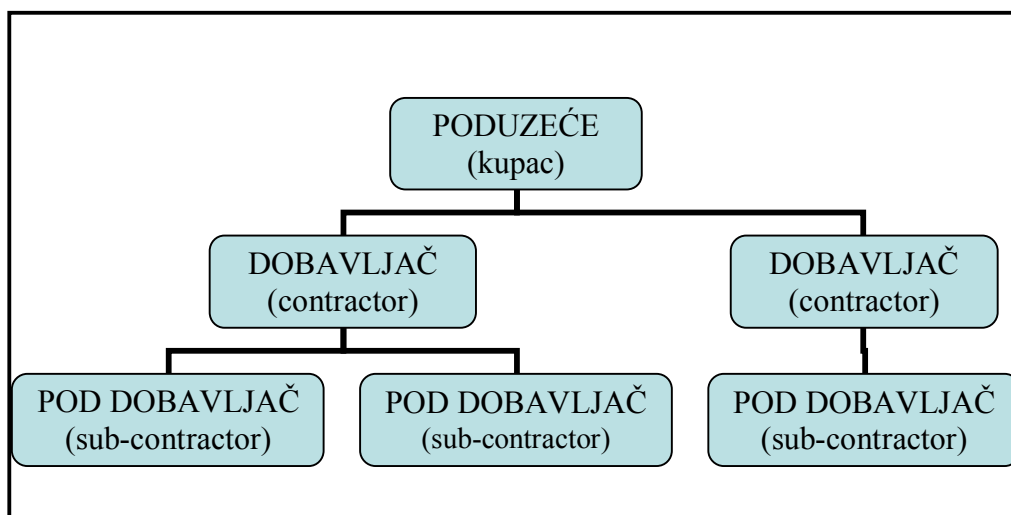 PODUZEĆE
(kupac)
DOBAVLJAČ
(contractor)
DOBAVLJAČ
(contractor)
POD DOBAVLJAČ
(sub-contractor)
POD DOBAVLJAČ
(sub-contractor)
POD DOBAVLJAČ
(sub-contractor)